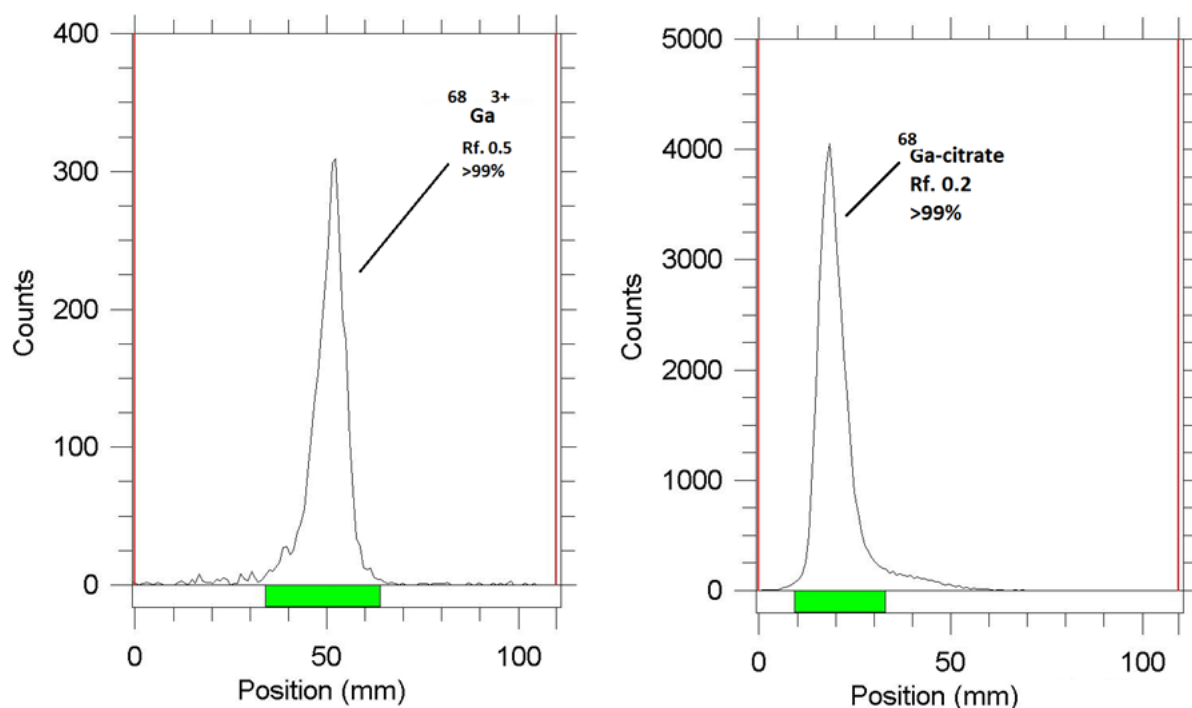 400
300
200
100
0
Counts
68 3+
Ga
Rf. 0.5
>99%
0 50 100
Position (mm)
5000
4000
3000
2000
1000
0
Counts
68
Ga-citrate
Rf. 0.2
>99%
0 50 100
Position (mm)